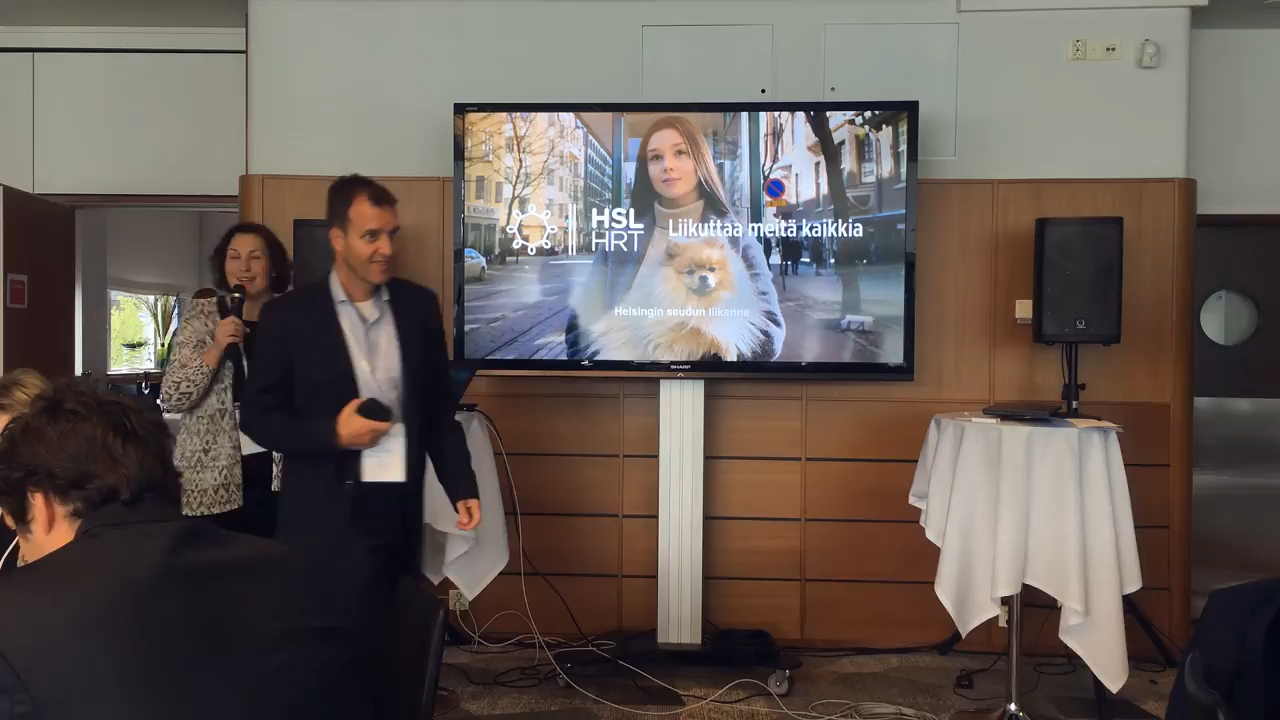 HSL
HRT
Liikuttaa meitä kaikkia
Helsingin seudun liikenne
SHARP